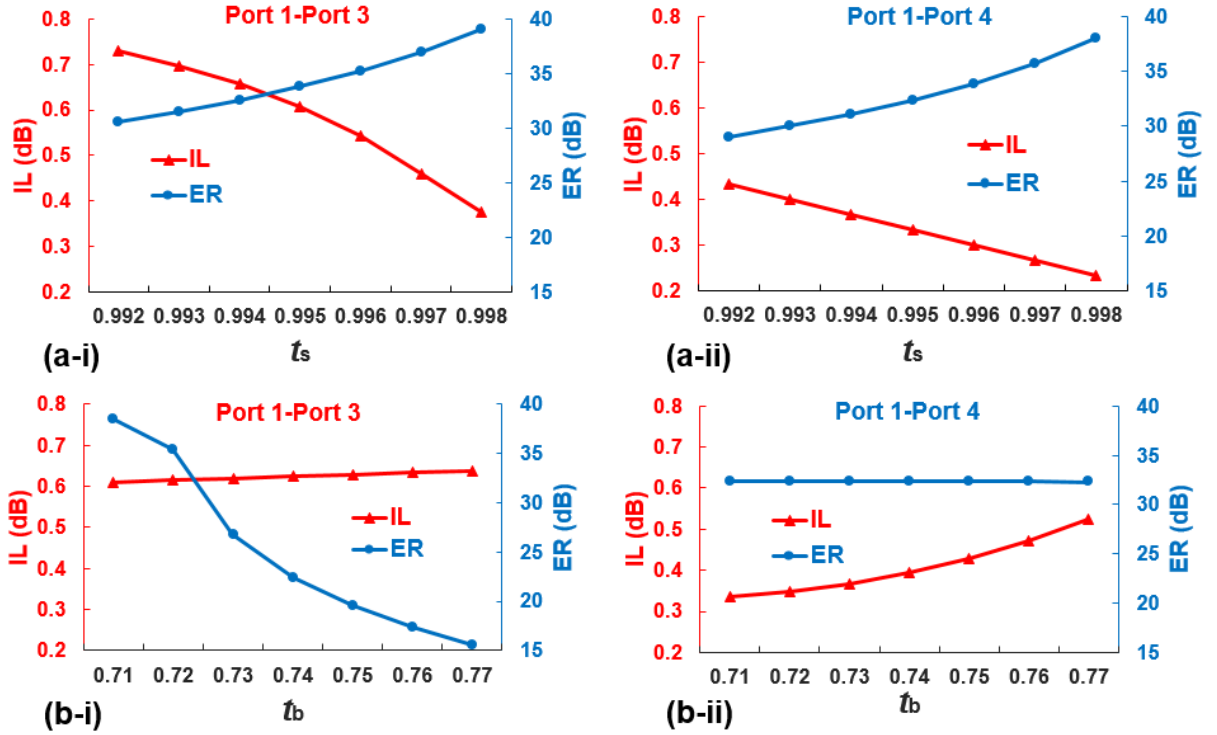 Port 1-Port 3
0.8
0.7
0.6
0.5
0.4
0.3
0.2
IL (dB)
40
35
30
25
20
15
ER (dB)
IL
ER
0.992 0.993 0.994 0.995 0.996 0.997 0.998
(a-i)
ts
Port 1-Port 4
0.8
0.7
0.6
0.5
0.4
0.3
0.2
IL (dB)
40
35
30
25
20
15
ER (dB)
IL
ER
0.992 0.993 0.994 0.995 0.996 0.997 0.998
(a-ii)
ts
Port 1-Port 3
0.8
0.7
0.6
0.5
0.4
0.3
0.2
IL (dB)
40
35
30
25
20
15
ER (dB)
IL
ER
0.71 0.72 0.73 0.74 0.75 0.76 0.77
(b-i)
tb
Port 1-Port 4
0.8
0.7
0.6
0.5
0.4
0.3
0.2
IL (dB)
40
35
30
25
20
15
ER (dB)
IL
ER
0.71 0.72 0.73 0.74 0.75 0.76 0.77
(b-ii)
tb